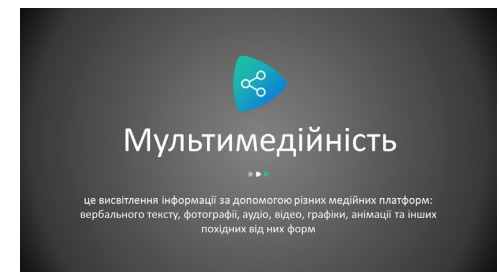 Мультимедійність
це висвітлення інформації за допомогою різних медійних платформ:
вербального тексту, фотографії, аудіо, відео, графіки, анімації та інших
похідних від них форм